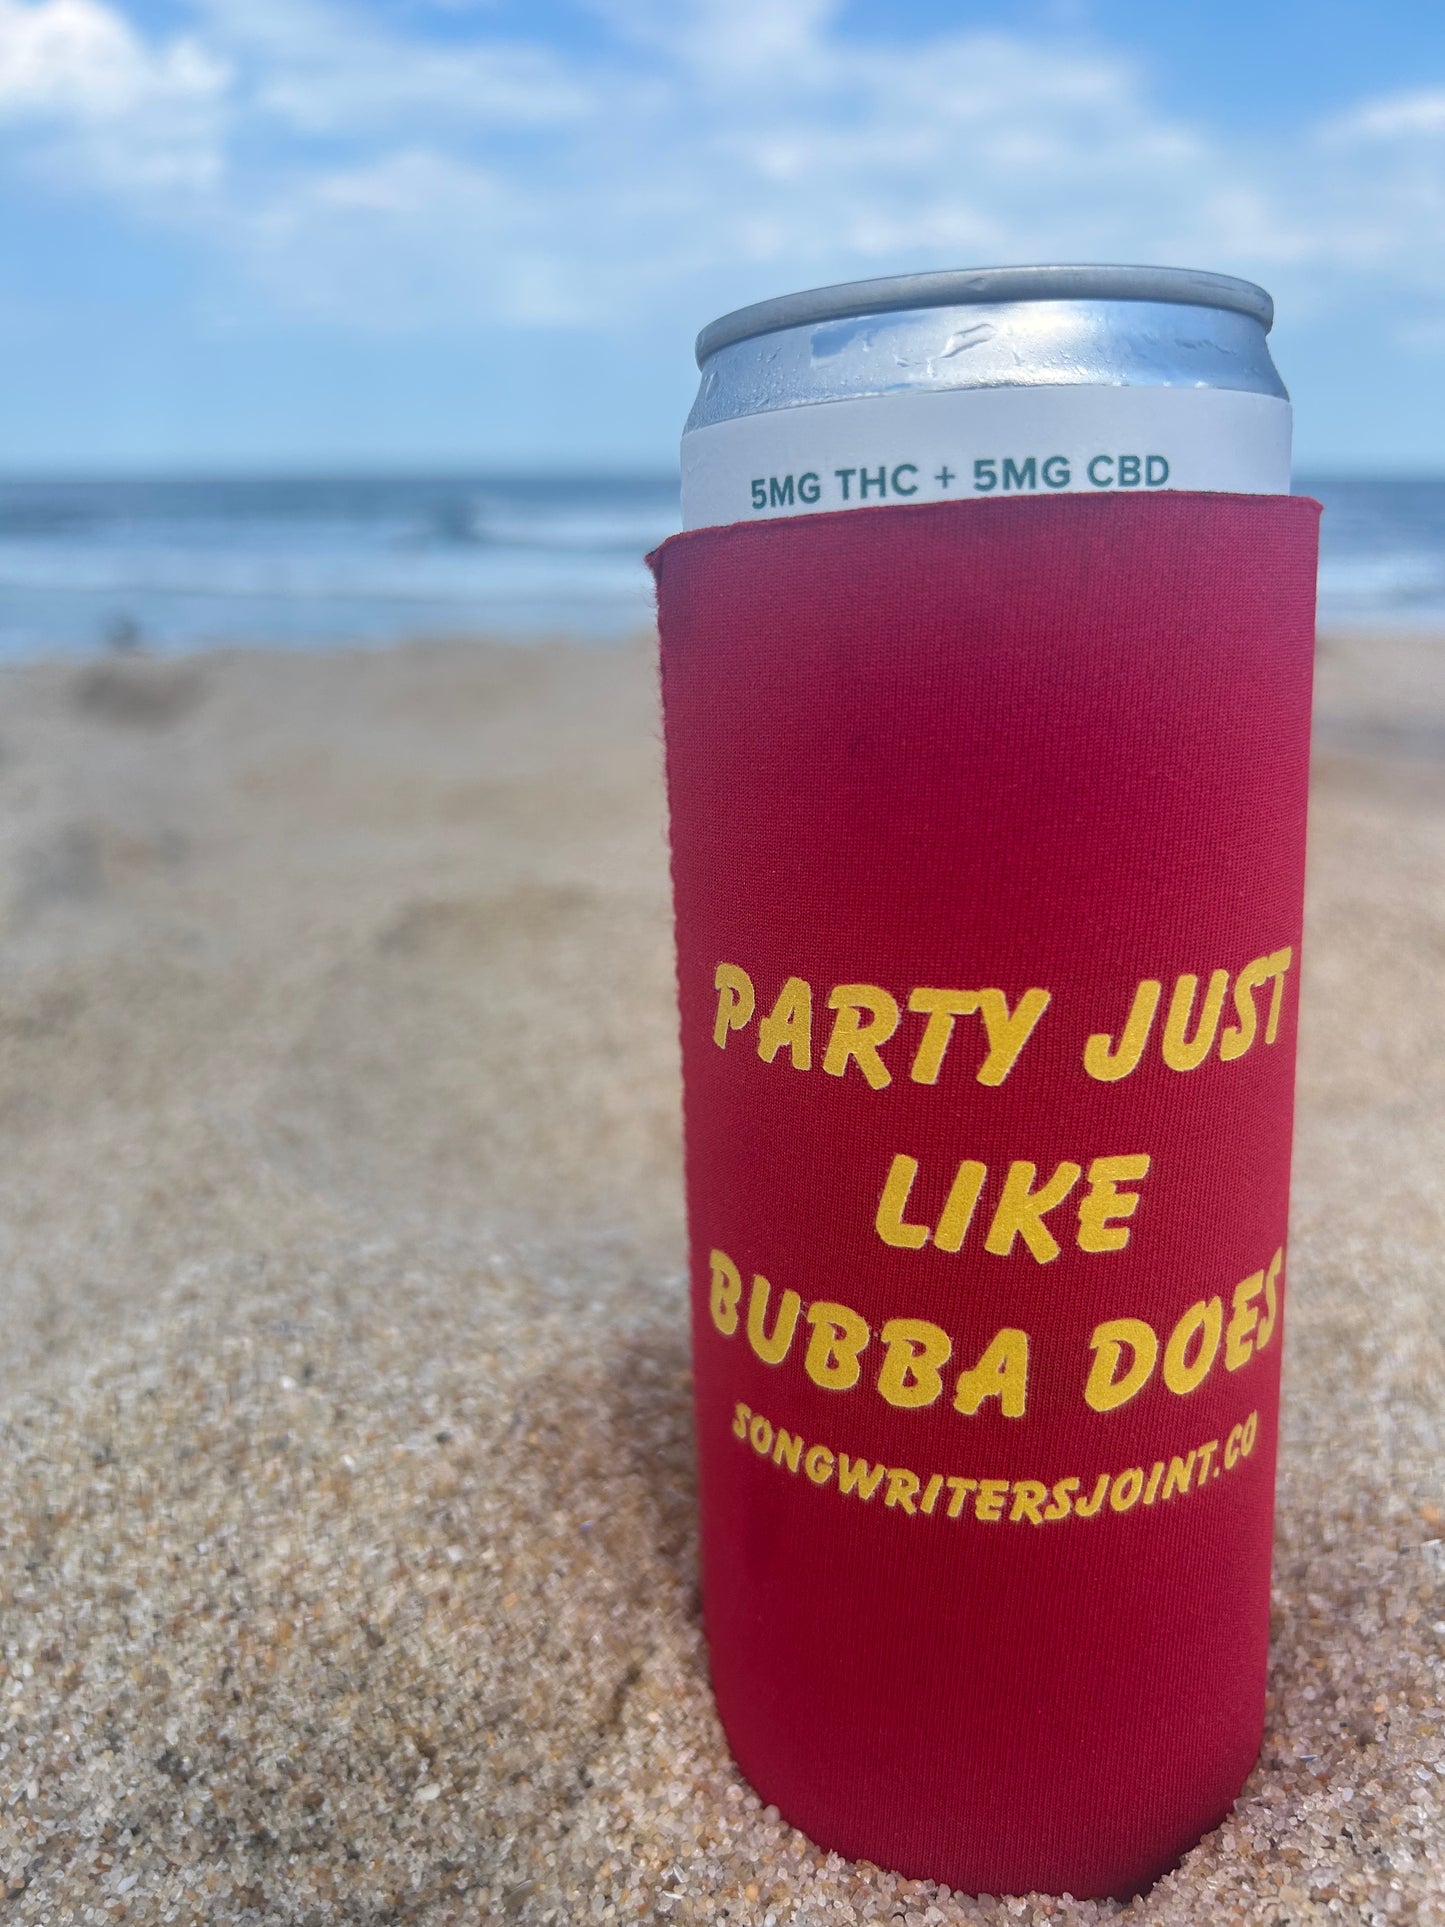 5MG THC + 5MG CBD
PARTY JUST
LIKE
BUBBA DOES
SONGWRITERSJOINT.CO